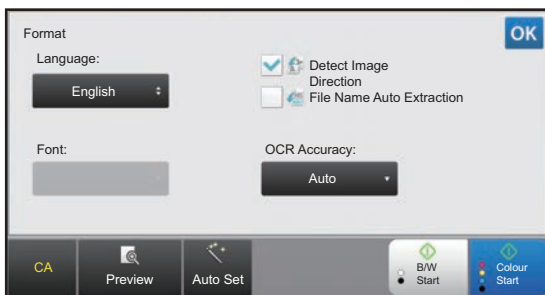 Format
OK
Language:
English
Detect Image
Direction
File Name Auto Extraction
Font:
OCR Accuracy:
Auto
CA
Preview
Auto Set
B/W
Start
Colour
Start